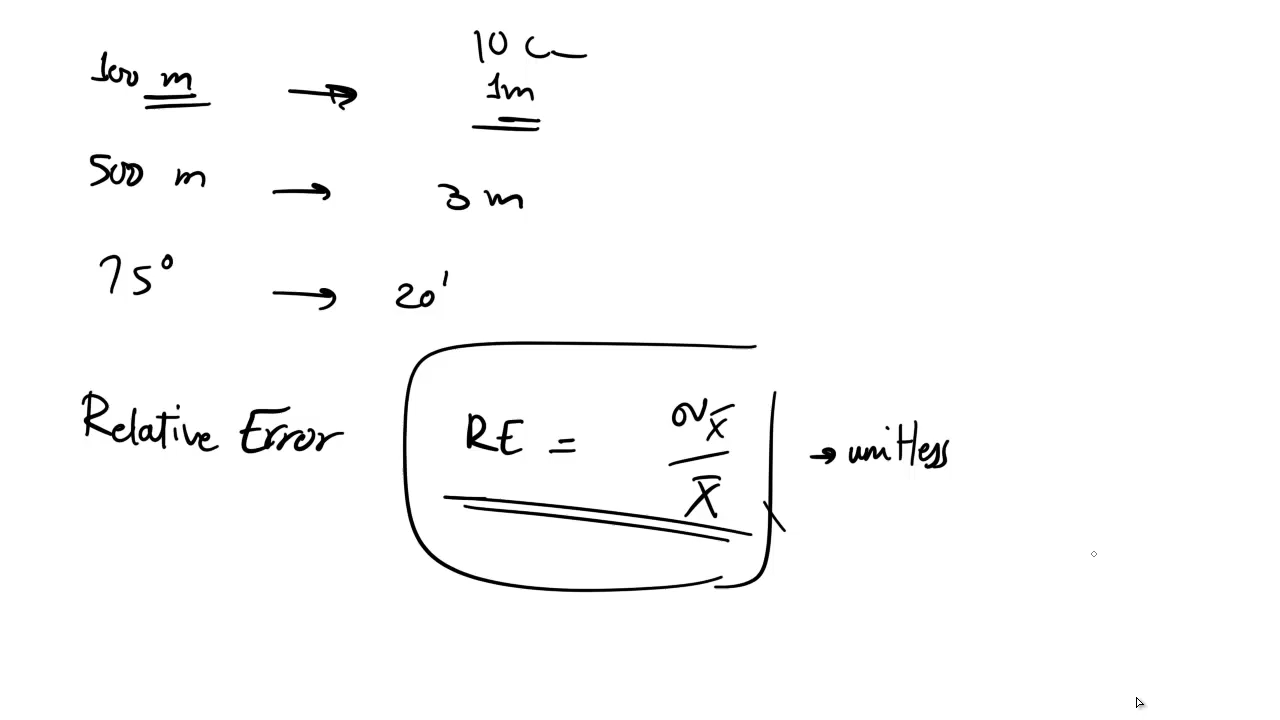 10 cm
100 m → 1m
500 m → 3 m
75° → 20'
Relative Error RE = σx̄ / x̄ → unitless